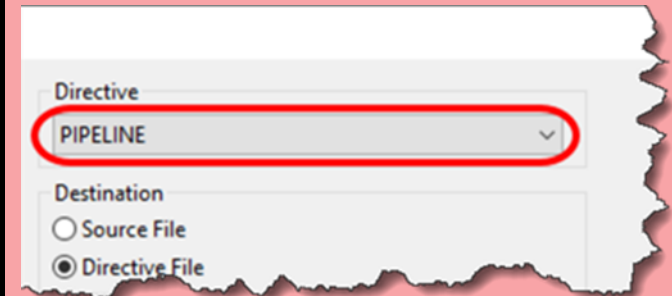 Directive
PIPELINE
Destination
Source File
Directive File